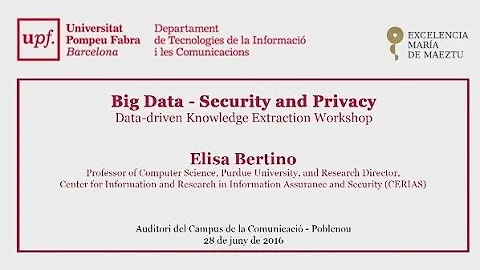 upf.
Universitat
Pompeu Fabra
Barcelona
Departament
de Tecnologies de la Informació
i les Comunicacions
EXCELENCIA
MARÍA
DE MAEZTU
Big Data - Security and Privacy
Data-driven Knowledge Extraction Workshop
Elisa Bertino
Professor of Computer Science, Purdue University, and Research Director,
Center for Information and Research in Information Assurance and Security (CERIAS)
Auditori del Campus de la Comunicació - Poblenou
28 de juny de 2016